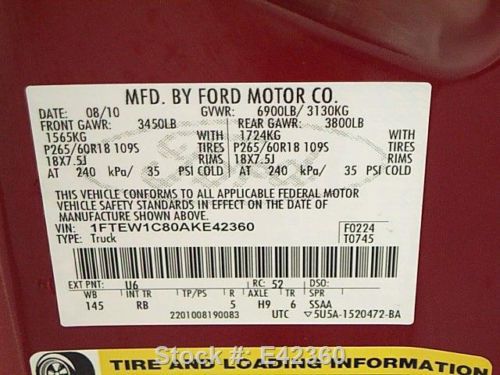 MFD. BY FORD MOTOR CO.
DATE: 08/10 GVWR: 6900LB/ 3130KG
FRONT GAWR: 3450LB REAR GAWR: 3800LB
1565KG WITH 1724KG WITH
P265/60R18 109S TIRES P265/60R18 109S TIRES
18X7.5J RIMS 18X7.5J RIMS
AT 240 kPa/ 35 PSI COLD AT 240 kPa/ 35 PSI COLD
THIS VEHICLE CONFORMS TO ALL APPLICABLE FEDERAL MOTOR
VEHICLE SAFETY STANDARDS IN EFFECT ON THE DATE OF
MANUFACTURE SHOWN ABOVE.
VIN: 1FTEW1C80AKE42360 F0224
TYPE: Truck T0745
EXT PNT: U6 RC: 52 DSO:
WB INT TR TP/PS R AXLE TR SPR
145 RB 5 H9 6 SSAA
2201008190083 UTC 5U5A-1520472-BA
TIRE AND LOADING INFORMATION
Stock #: E42360